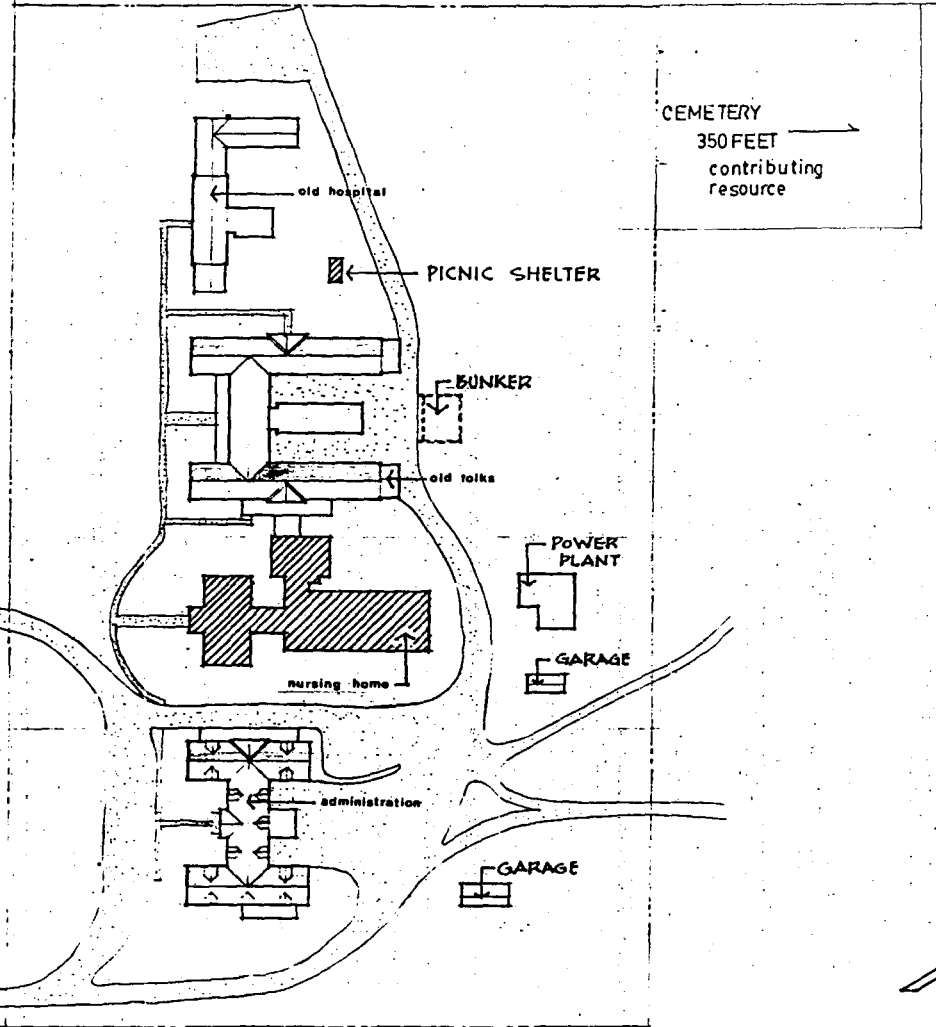 CEMETERY
350 FEET
contributing
resource
old hospital
PICNIC SHELTER
BUNKER
old folks
POWER
PLANT
GARAGE
nursing home
administration
GARAGE